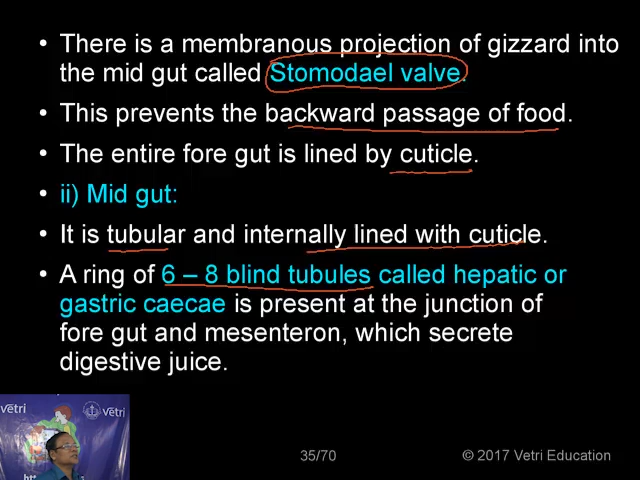 • There is a membranous projection of gizzard into
the mid gut called Stomodael valve.
• This prevents the backward passage of food.
• The entire fore gut is lined by cuticle.
• ii) Mid gut:
• It is tubular and internally lined with cuticle.
• A ring of 6 – 8 blind tubules called hepatic or
gastric caecae is present at the junction of
fore gut and mesenteron, which secrete
digestive juice.
vetri
vetri
35/70
© 2017 Vetri Education